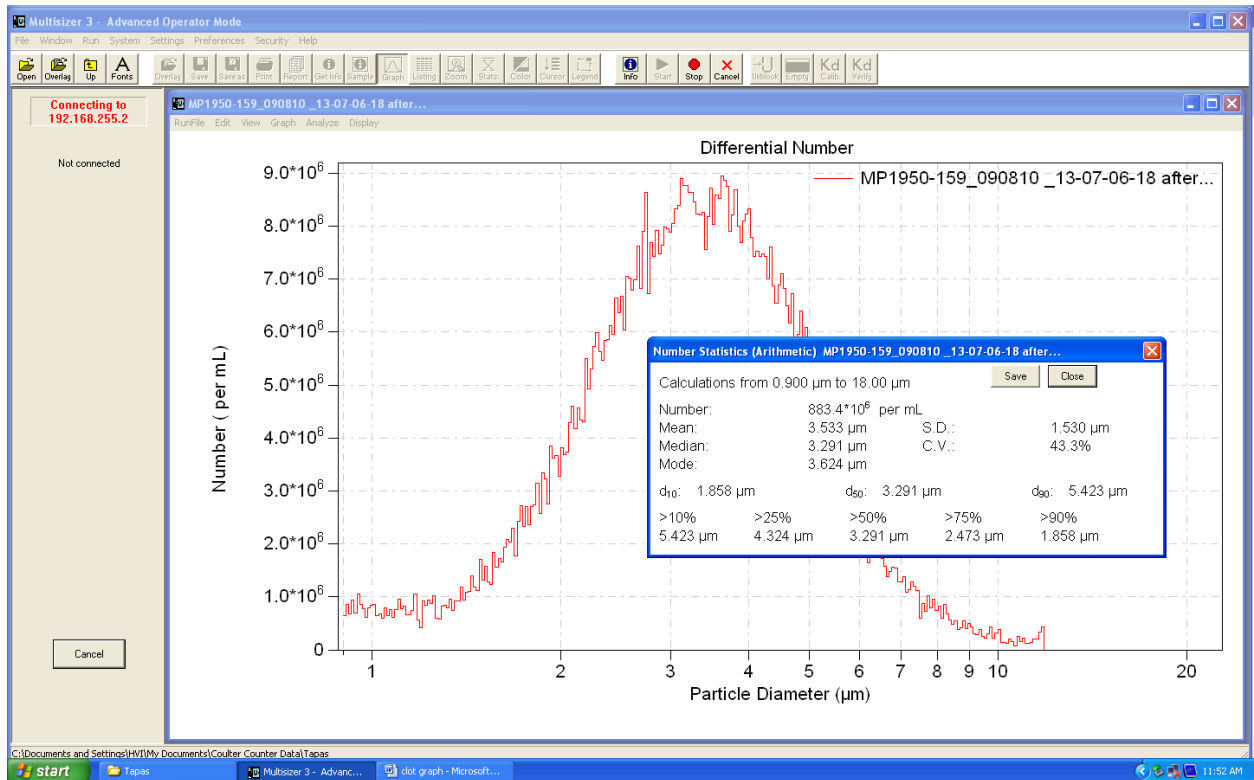 Multisizer 3 - Advanced Operator Mode
File Window Run System Settings Preferences Security Help
Open Overlay Up Fonts Overlay Save Save as Print Report Get Info Sample Graph Listing Zoom Stats. Color Cursor Legend Info Start Stop Cancel Unblock Empty Kd Calib. Kd Verify
Connecting to
192.168.255.2
Not connected
Cancel
MP1950-159_090810 _13-07-06-18 after...
RunFile Edit View Graph Analyze Display
Differential Number
MP1950-159_090810 _13-07-06-18 after...
9.0*10⁶
8.0*10⁶
7.0*10⁶
6.0*10⁶
5.0*10⁶
4.0*10⁶
3.0*10⁶
2.0*10⁶
1.0*10⁶
0
Number ( per mL)
1 2 3 4 5 6 7 8 9 10 20
Particle Diameter (µm)
Number Statistics (Arithmetic) MP1950-159_090810 _13-07-06-18 after...
Calculations from 0.900 µm to 18.00 µm
Save Close
Number: 883.4*10⁶ per mL
Mean: 3.533 µm S.D.: 1.530 µm
Median: 3.291 µm C.V.: 43.3%
Mode: 3.624 µm
d₁₀: 1.858 µm d₅₀: 3.291 µm d₉₀: 5.423 µm
>10% >25% >50% >75% >90%
5.423 µm 4.324 µm 3.291 µm 2.473 µm 1.858 µm
C:\Documents and Settings\HVI\My Documents\Coulter Counter Data\Tapas
start Tapas Multisizer 3 - Advanc... clot graph - Microsoft... 11:52 AM